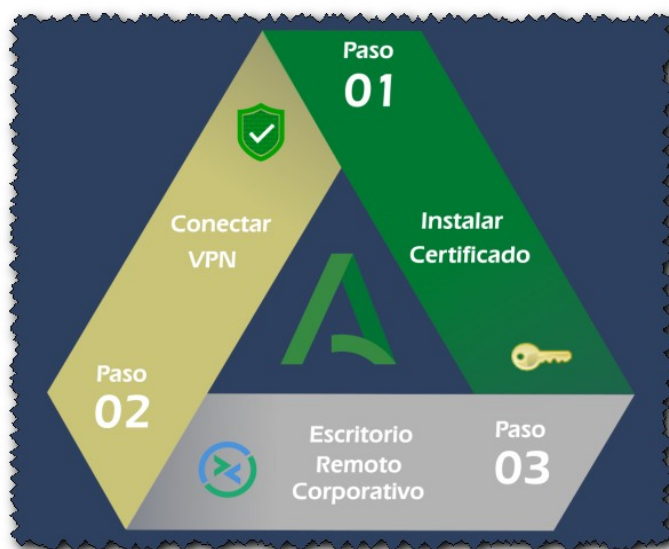 Paso
01
Instalar
Certificado
Conectar
VPN
Paso
02
Escritorio
Remoto
Corporativo
Paso
03